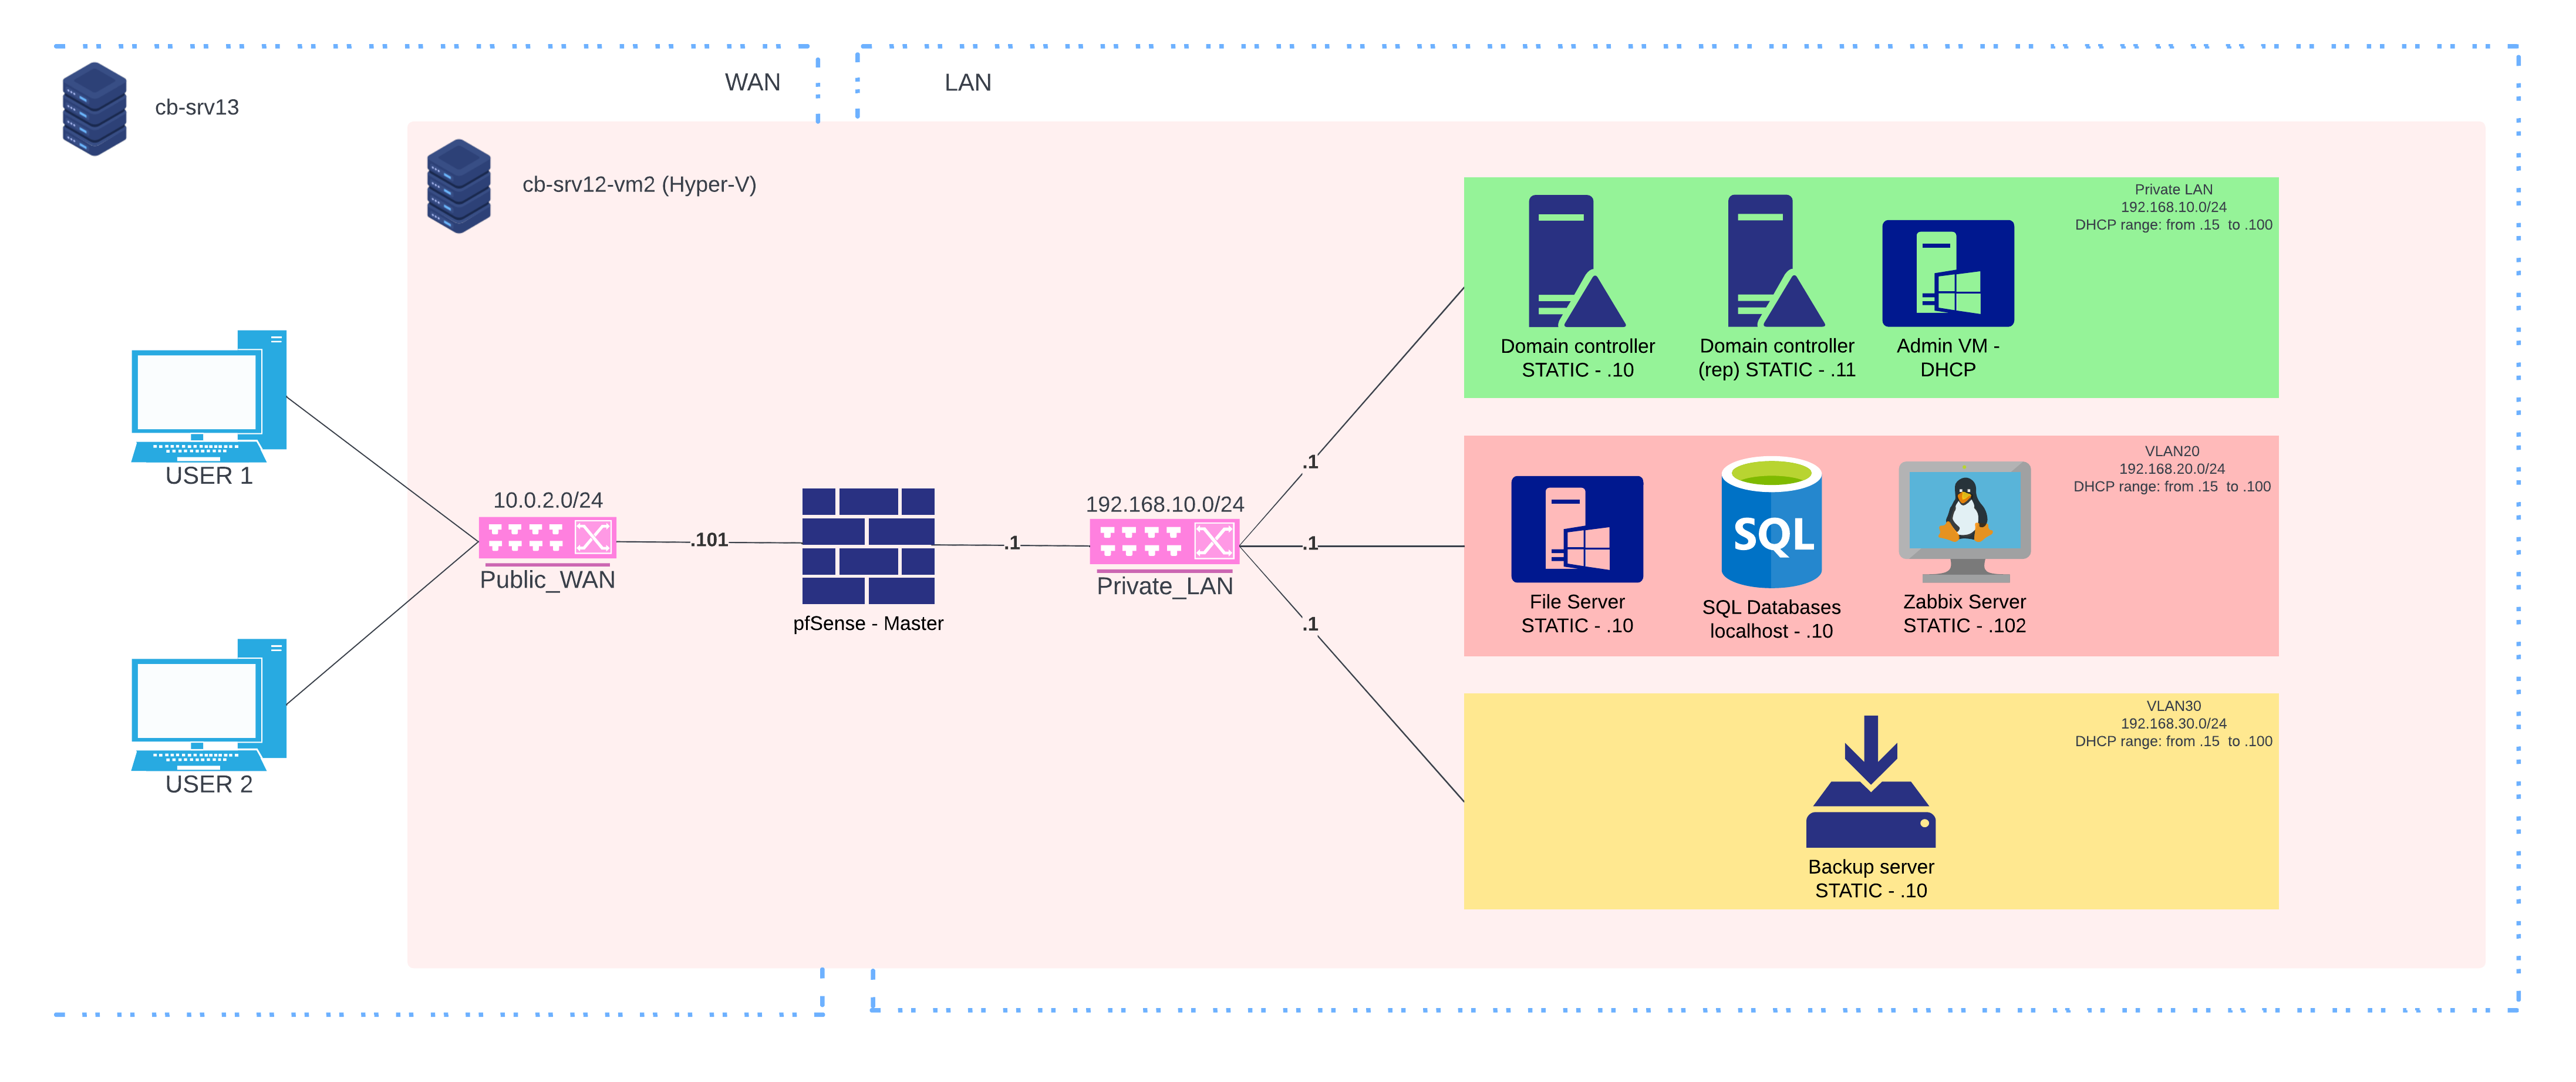 WAN
LAN
cb-srv13
cb-srv12-vm2 (Hyper-V)
Private LAN
192.168.10.0/24
DHCP range: from .15  to .100
Domain controller
STATIC - .10
Domain controller
(rep) STATIC - .11
Admin VM -
DHCP
USER 1
USER 2
10.0.2.0/24
Public_WAN
.101
pfSense - Master
.1
192.168.10.0/24
Private_LAN
.1
.1
.1
VLAN20
192.168.20.0/24
DHCP range: from .15  to .100
File Server
STATIC - .10
SQL
SQL Databases
localhost - .10
Zabbix Server
STATIC - .102
VLAN30
192.168.30.0/24
DHCP range: from .15  to .100
Backup server
STATIC - .10